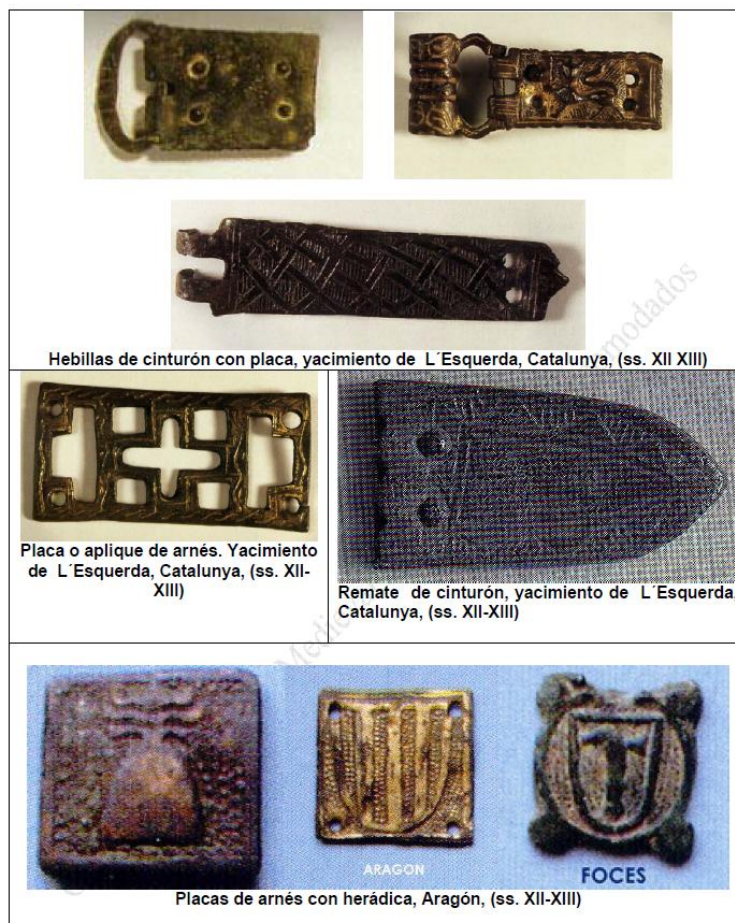 Hebillas de cinturón con placa, yacimiento de L´Esquerda, Catalunya, (ss. XII XIII)
Placa o aplique de arnés. Yacimiento
de L´Esquerda, Catalunya, (ss. XII-
XIII)
Remate de cinturón, yacimiento de L´Esquerda,
Catalunya, (ss. XII-XIII)
ARAGON
FOCES
Placas de arnés con herádica, Aragón, (ss. XII-XIII)